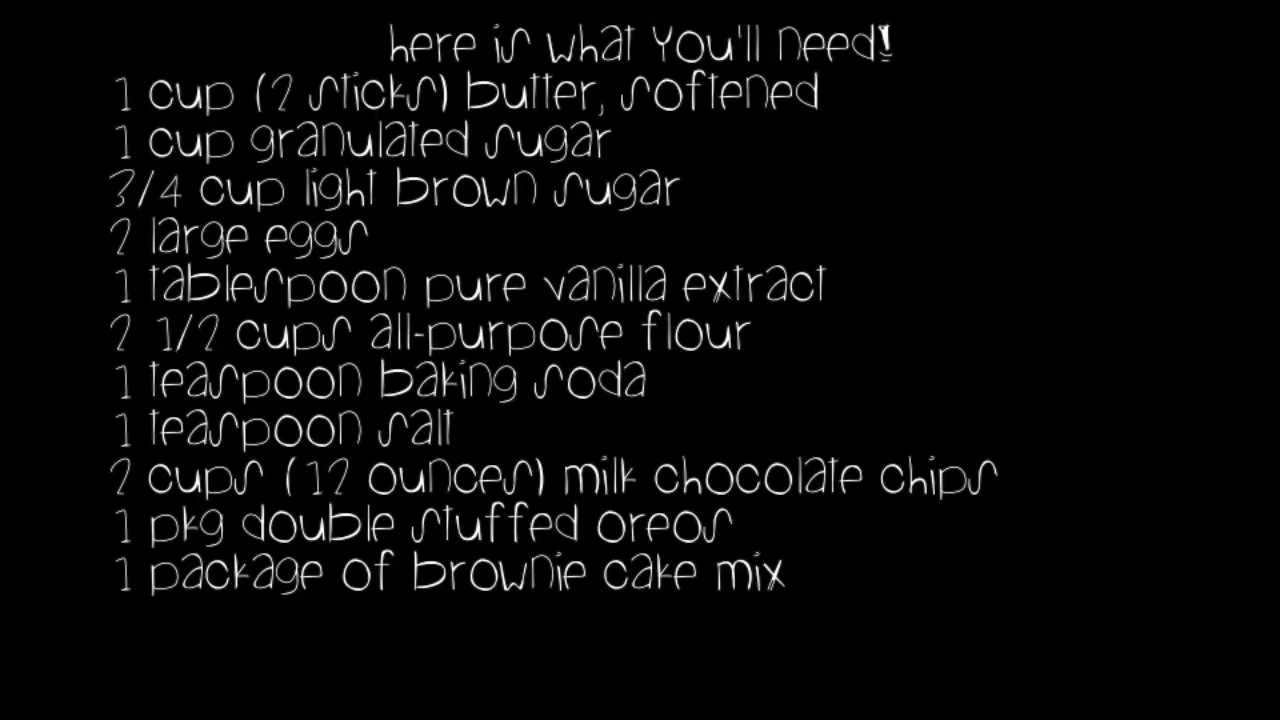 here is what You'll need!
1 cup (2 sticks) butter, softened
1 cup granulated sugar
3/4 cup light brown sugar
2 large eggs
1 tablespoon pure vanilla extract
2 1/2 cups all-purpose flour
1 teaspoon baking soda
1 teaspoon salt
2 cups (12 ounces) milk chocolate chips
1 pkg double stuffed oreos
1 package of brownie cake mix